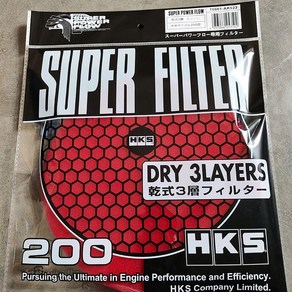 SUPER
POWER
FLOW
SUPER POWER FLOW
スーパーパワーフロー専用フィルター
SUPER FILTER
HKS
DRY 3LAYERS
乾式3層フィルター
200
HKS
Pursuing the Ultimate in Engine Performance and Efficiency.
HKS Company Limited.